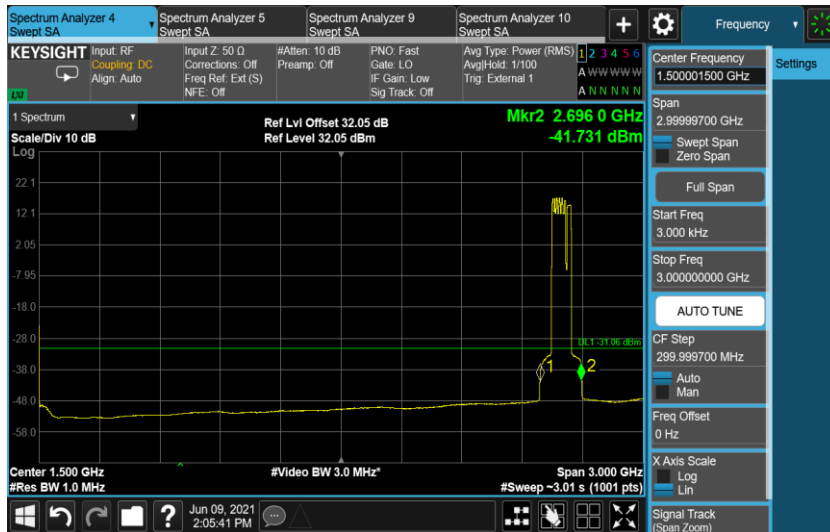 Spectrum Analyzer 4
Swept SA
Spectrum Analyzer 5
Swept SA
Spectrum Analyzer 9
Swept SA
Spectrum Analyzer 10
Swept SA
+
Frequency
KEYSIGHT
Input: RF
Coupling: DC
Align: Auto
LXI
Input Z: 50 Ω
Corrections: Off
Freq Ref: Ext (S)
NFE: Off
#Atten: 10 dB
Preamp: Off
PNO: Fast
Gate: LO
IF Gain: Low
Sig Track: Off
Avg Type: Power (RMS)
Avg|Hold: 1/100
Trig: External 1
1 2 3 4 5 6
A W W W W W
A N N N N N
1 Spectrum
Scale/Div 10 dB
Log
Ref Lvl Offset 32.05 dB
Ref Level 32.05 dBm
Mkr2 2.696 0 GHz
-41.731 dBm
22.1
12.1
2.05
-7.95
-18.0
-28.0
-38.0
-48.0
-58.0
DL1 -31.06 dBm
1
2
Center 1.500 GHz
#Res BW 1.0 MHz
#Video BW 3.0 MHz*
Span 3.000 GHz
#Sweep ~3.01 s (1001 pts)
Center Frequency
1.500001500 GHz
Settings
Span
2.99999700 GHz
Swept Span
Zero Span
Full Span
Start Freq
3.000 kHz
Stop Freq
3.000000000 GHz
AUTO TUNE
CF Step
299.999700 MHz
Auto
Man
Freq Offset
0 Hz
X Axis Scale
Log
Lin
Signal Track
(Span Zoom)
?
Jun 09, 2021
2:05:41 PM